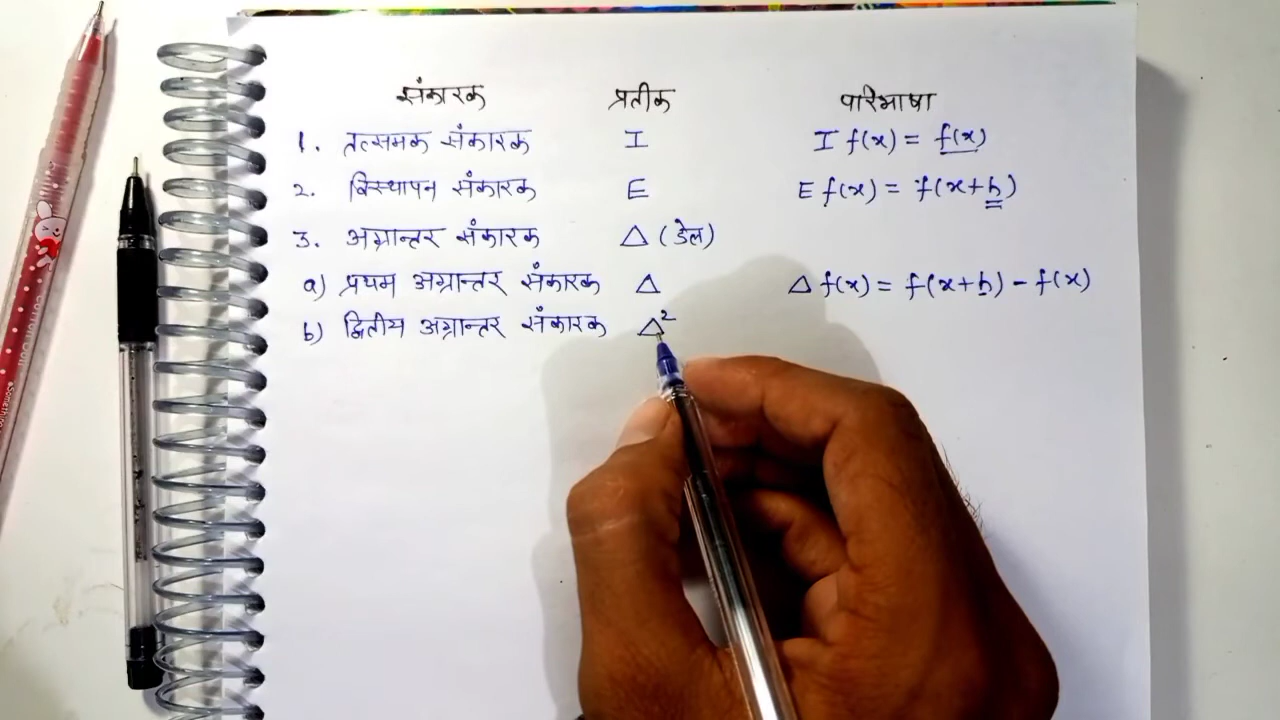 संकारक प्रतीक परिभाषा
1. तत्समक संकारक I I f(x) = f(x)
2. विस्थापन संकारक E E f(x) = f(x+h)
3. अग्रान्तर संकारक △ (डेल)
a) प्रथम अग्रान्तर संकारक △ △ f(x) = f(x+h) - f(x)
b) द्वितीय अग्रान्तर संकारक △²